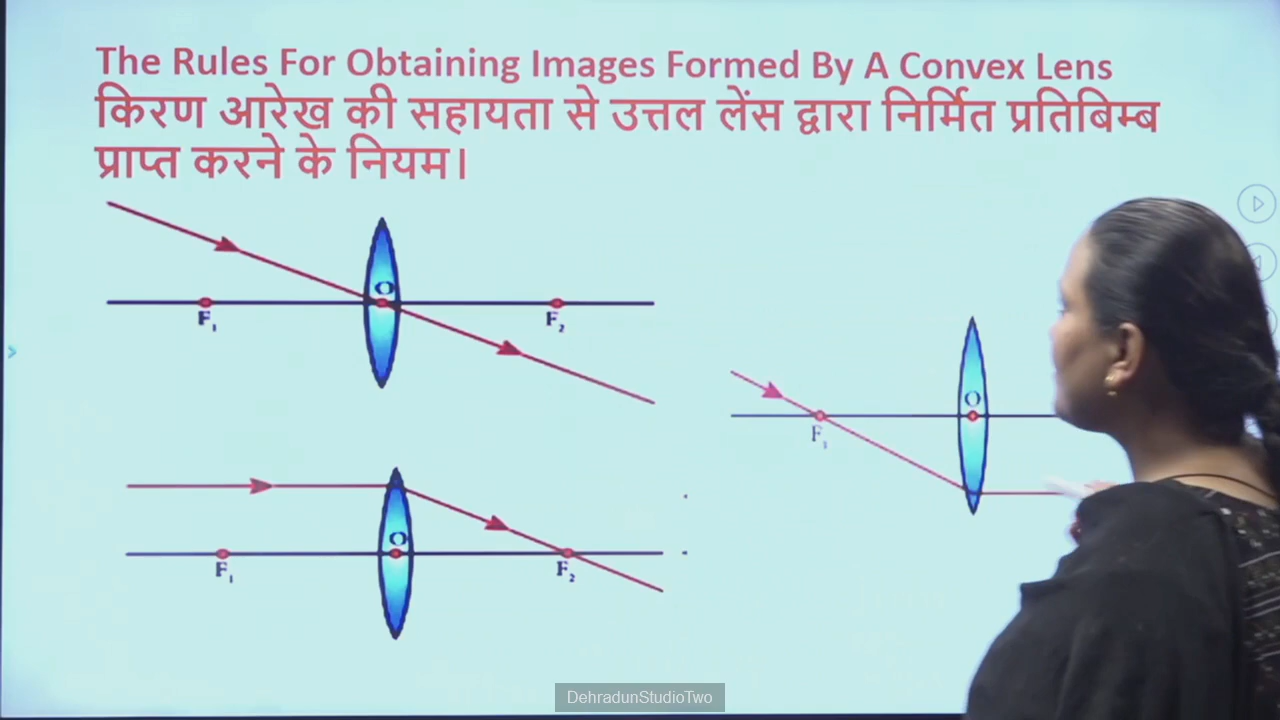 The Rules For Obtaining Images Formed By A Convex Lens
किरण आरेख की सहायता से उत्तल लेंस द्वारा निर्मित प्रतिबिम्ब
प्राप्त करने के नियम।
O
F₁ F₂
O
F₁
O
F₁ F₂
DehradunStudioTwo